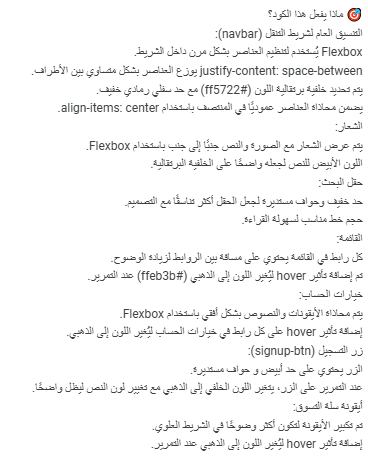 🎯 ماذا يفعل هذا الكود؟
التنسيق العام لشريط التنقل (navbar):
Flexbox يُستخدم لتنظيم العناصر بشكل مرن داخل الشريط.
justify-content: space-between يوزع العناصر بشكل متساوي بين الأطراف.
يتم تحديد خلفية برتقالية اللون (#ff5722) مع حد سفلي رمادي خفيف.
يضمن محاذاة العناصر عموديًا في المنتصف باستخدام align-items: center.
الشعار:
يتم عرض الشعار مع الصورة والنص جنبًا إلى جنب باستخدام Flexbox.
اللون الأبيض للنص لجعله واضحًا على الخلفية البرتقالية.
حقل البحث:
حد خفيف وحواف مستديرة لجعل الحقل أكثر تناسقًا مع التصميم.
حجم خط مناسب لسهولة القراءة.
القائمة:
كل رابط في القائمة يحتوي على مسافة بين الروابط لزيادة الوضوح.
تم إضافة تأثير hover ليُغير اللون إلى الذهبي (#ffeb3b) عند التمرير.
خيارات الحساب:
يتم محاذاة الأيقونات والنصوص بشكل أفقي باستخدام Flexbox.
إضافة تأثير hover على كل رابط في خيارات الحساب ليُغير اللون إلى الذهبي.
زر التسجيل (signup-btn):
الزر يحتوي على حد أبيض و حواف مستديرة.
عند التمرير على الزر، يتغير اللون الخلفي إلى الذهبي مع تغيير لون النص ليظل واضحًا.
أيقونة سلة التسوق:
تم تكبير الأيقونة لتكون أكثر وضوحًا في الشريط العلوي.
إضافة تأثير hover ليُغير اللون إلى الذهبي عند التمرير.